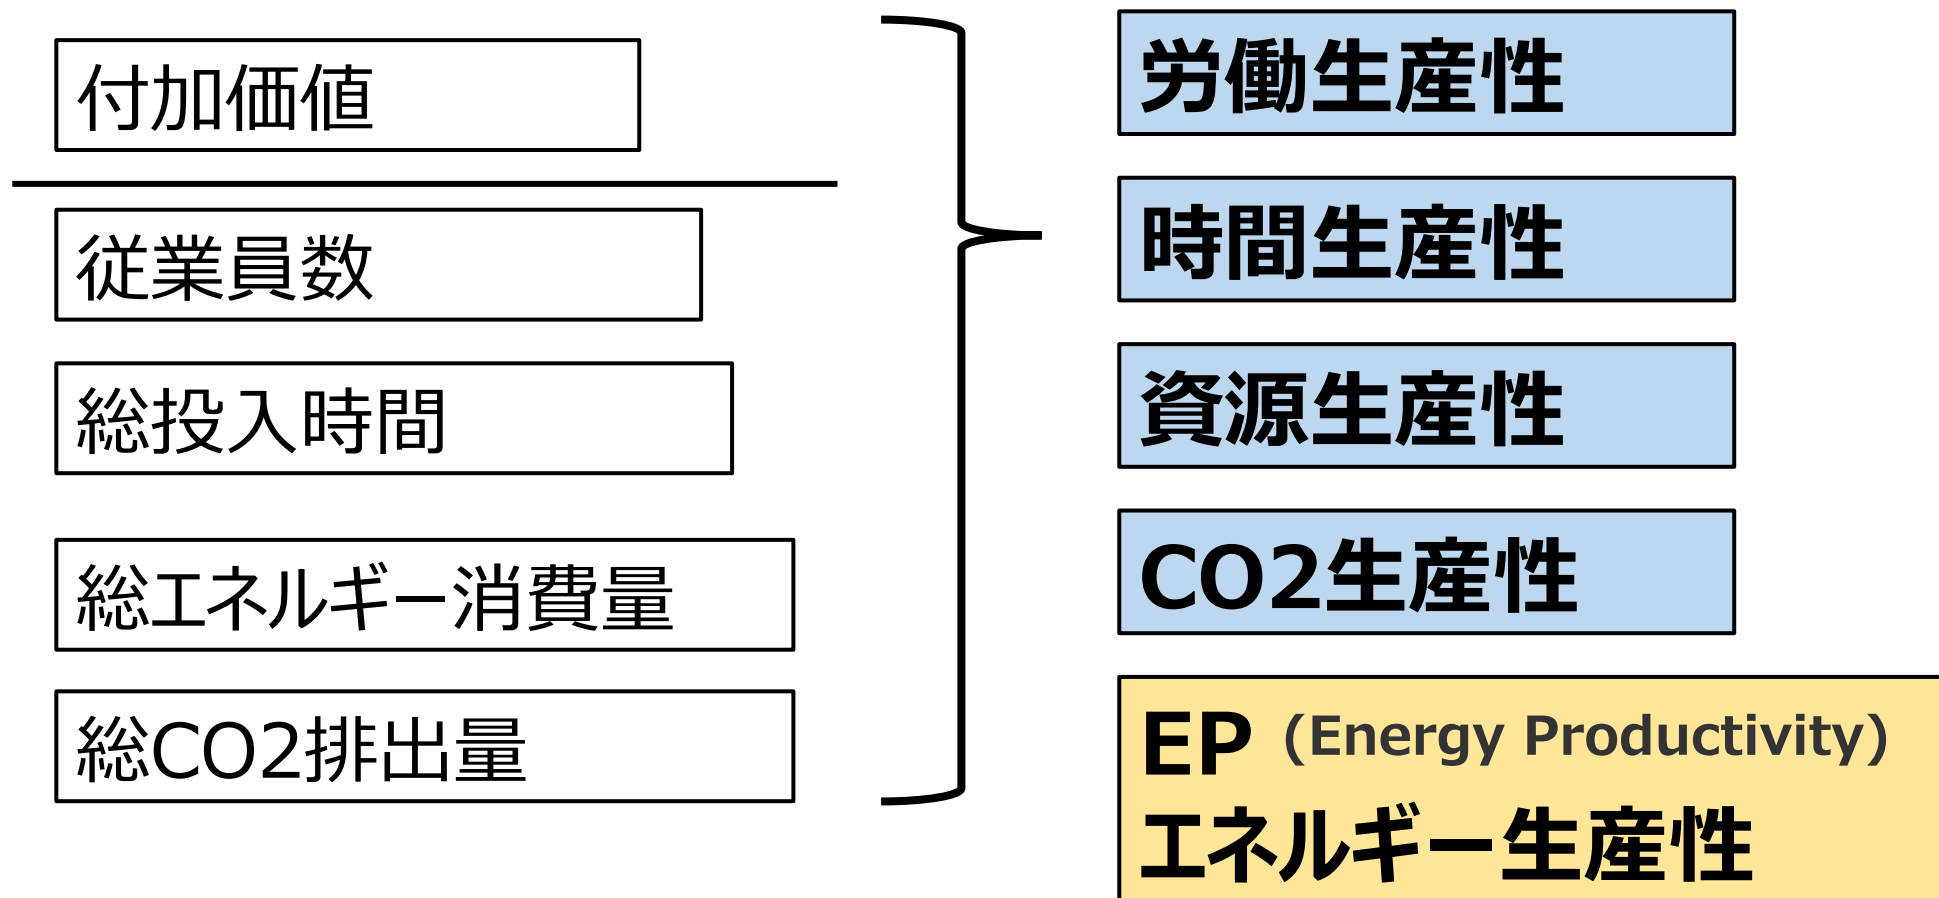 付加価値
従業員数
総投入時間
総エネルギー消費量
総CO2排出量
労働生産性
時間生産性
資源生産性
CO2生産性
EP (Energy Productivity)
エネルギー生産性